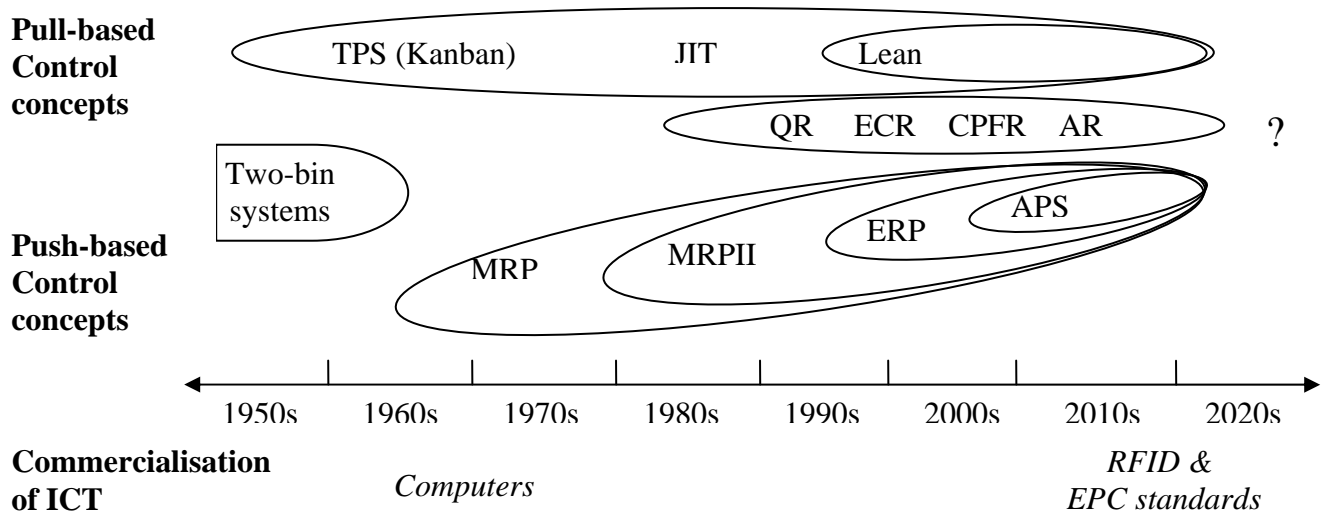 Pull-based
Control
concepts
TPS (Kanban) JIT Lean
QR ECR CPFR AR
?
Two-bin
systems
Push-based
Control
concepts
MRP MRPII ERP APS
1950s 1960s 1970s 1980s 1990s 2000s 2010s 2020s
Commercialisation
of ICT
Computers
RFID &
EPC standards